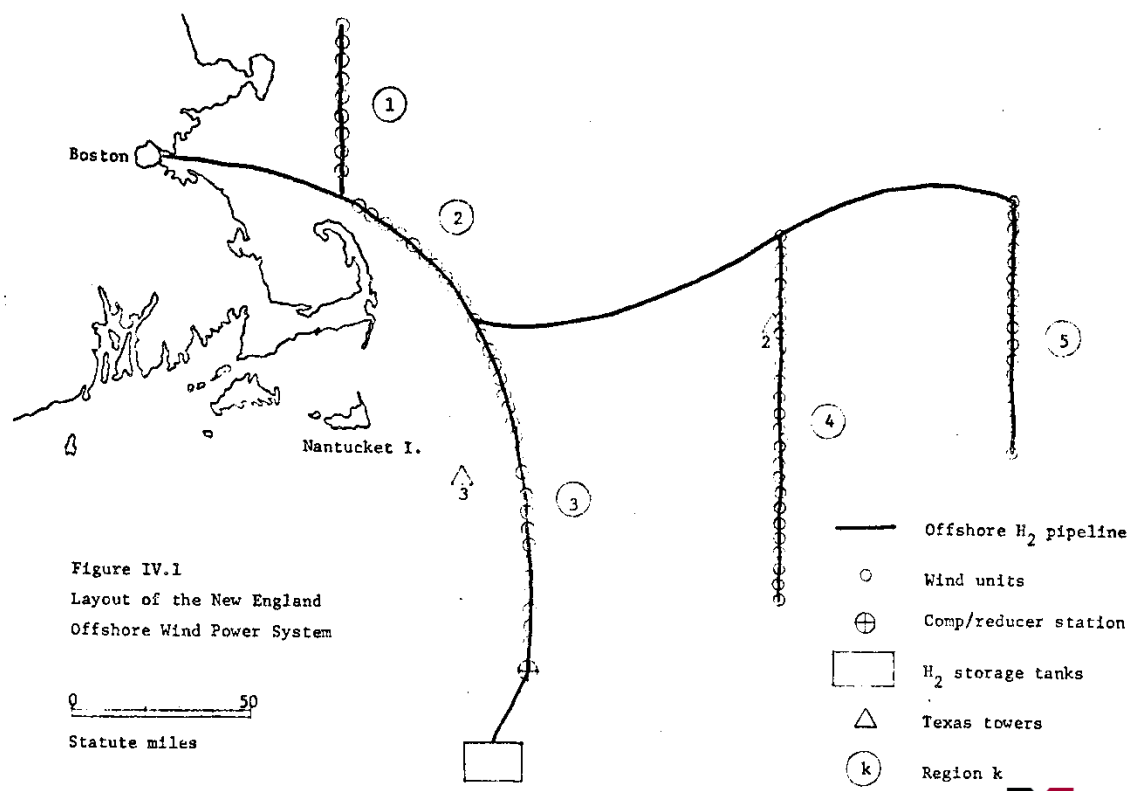 1
Boston
2
2
5
4
Nantucket I.
3
3
Figure IV.1
Layout of the New England
Offshore Wind Power System
0 50
Statute miles
Offshore H2 pipeline
Wind units
Comp/reducer station
H2 storage tanks
Texas towers
k Region k